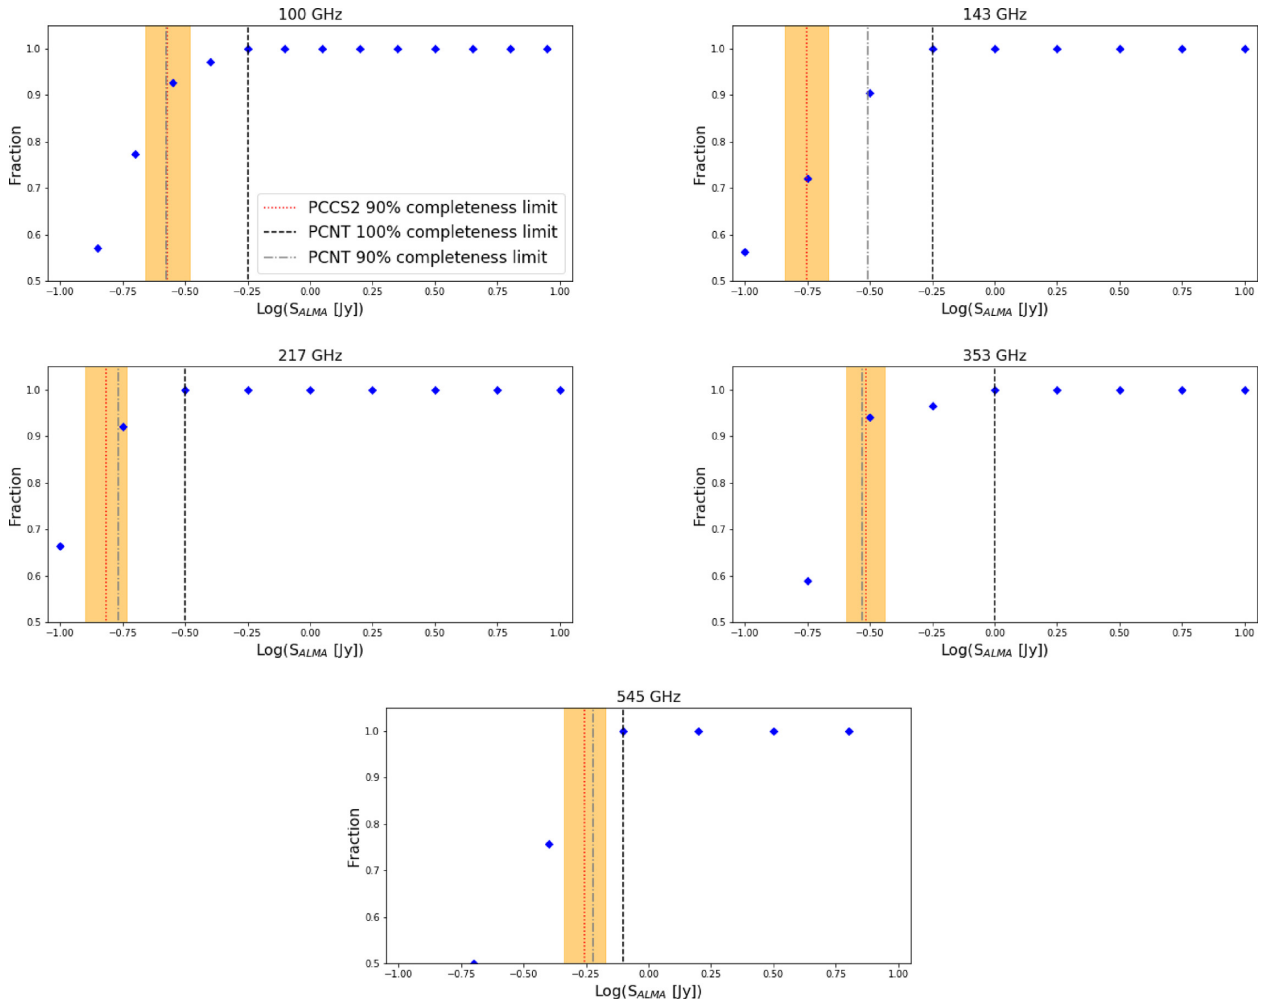 100 GHz
1.0
0.9
0.8
0.7
0.6
0.5
Fraction
PCCS2 90% completeness limit
PCNT 100% completeness limit
PCNT 90% completeness limit
−1.00 −0.75 −0.50 −0.25 0.00 0.25 0.50 0.75 1.00
Log(S_ALMA [Jy])
143 GHz
1.0
0.9
0.8
0.7
0.6
0.5
Fraction
−1.00 −0.75 −0.50 −0.25 0.00 0.25 0.50 0.75 1.00
Log(S_ALMA [Jy])
217 GHz
1.0
0.9
0.8
0.7
0.6
0.5
Fraction
−1.00 −0.75 −0.50 −0.25 0.00 0.25 0.50 0.75 1.00
Log(S_ALMA [Jy])
353 GHz
1.0
0.9
0.8
0.7
0.6
0.5
Fraction
−1.00 −0.75 −0.50 −0.25 0.00 0.25 0.50 0.75 1.00
Log(S_ALMA [Jy])
545 GHz
1.0
0.9
0.8
0.7
0.6
0.5
Fraction
−1.00 −0.75 −0.50 −0.25 0.00 0.25 0.50 0.75 1.00
Log(S_ALMA [Jy])